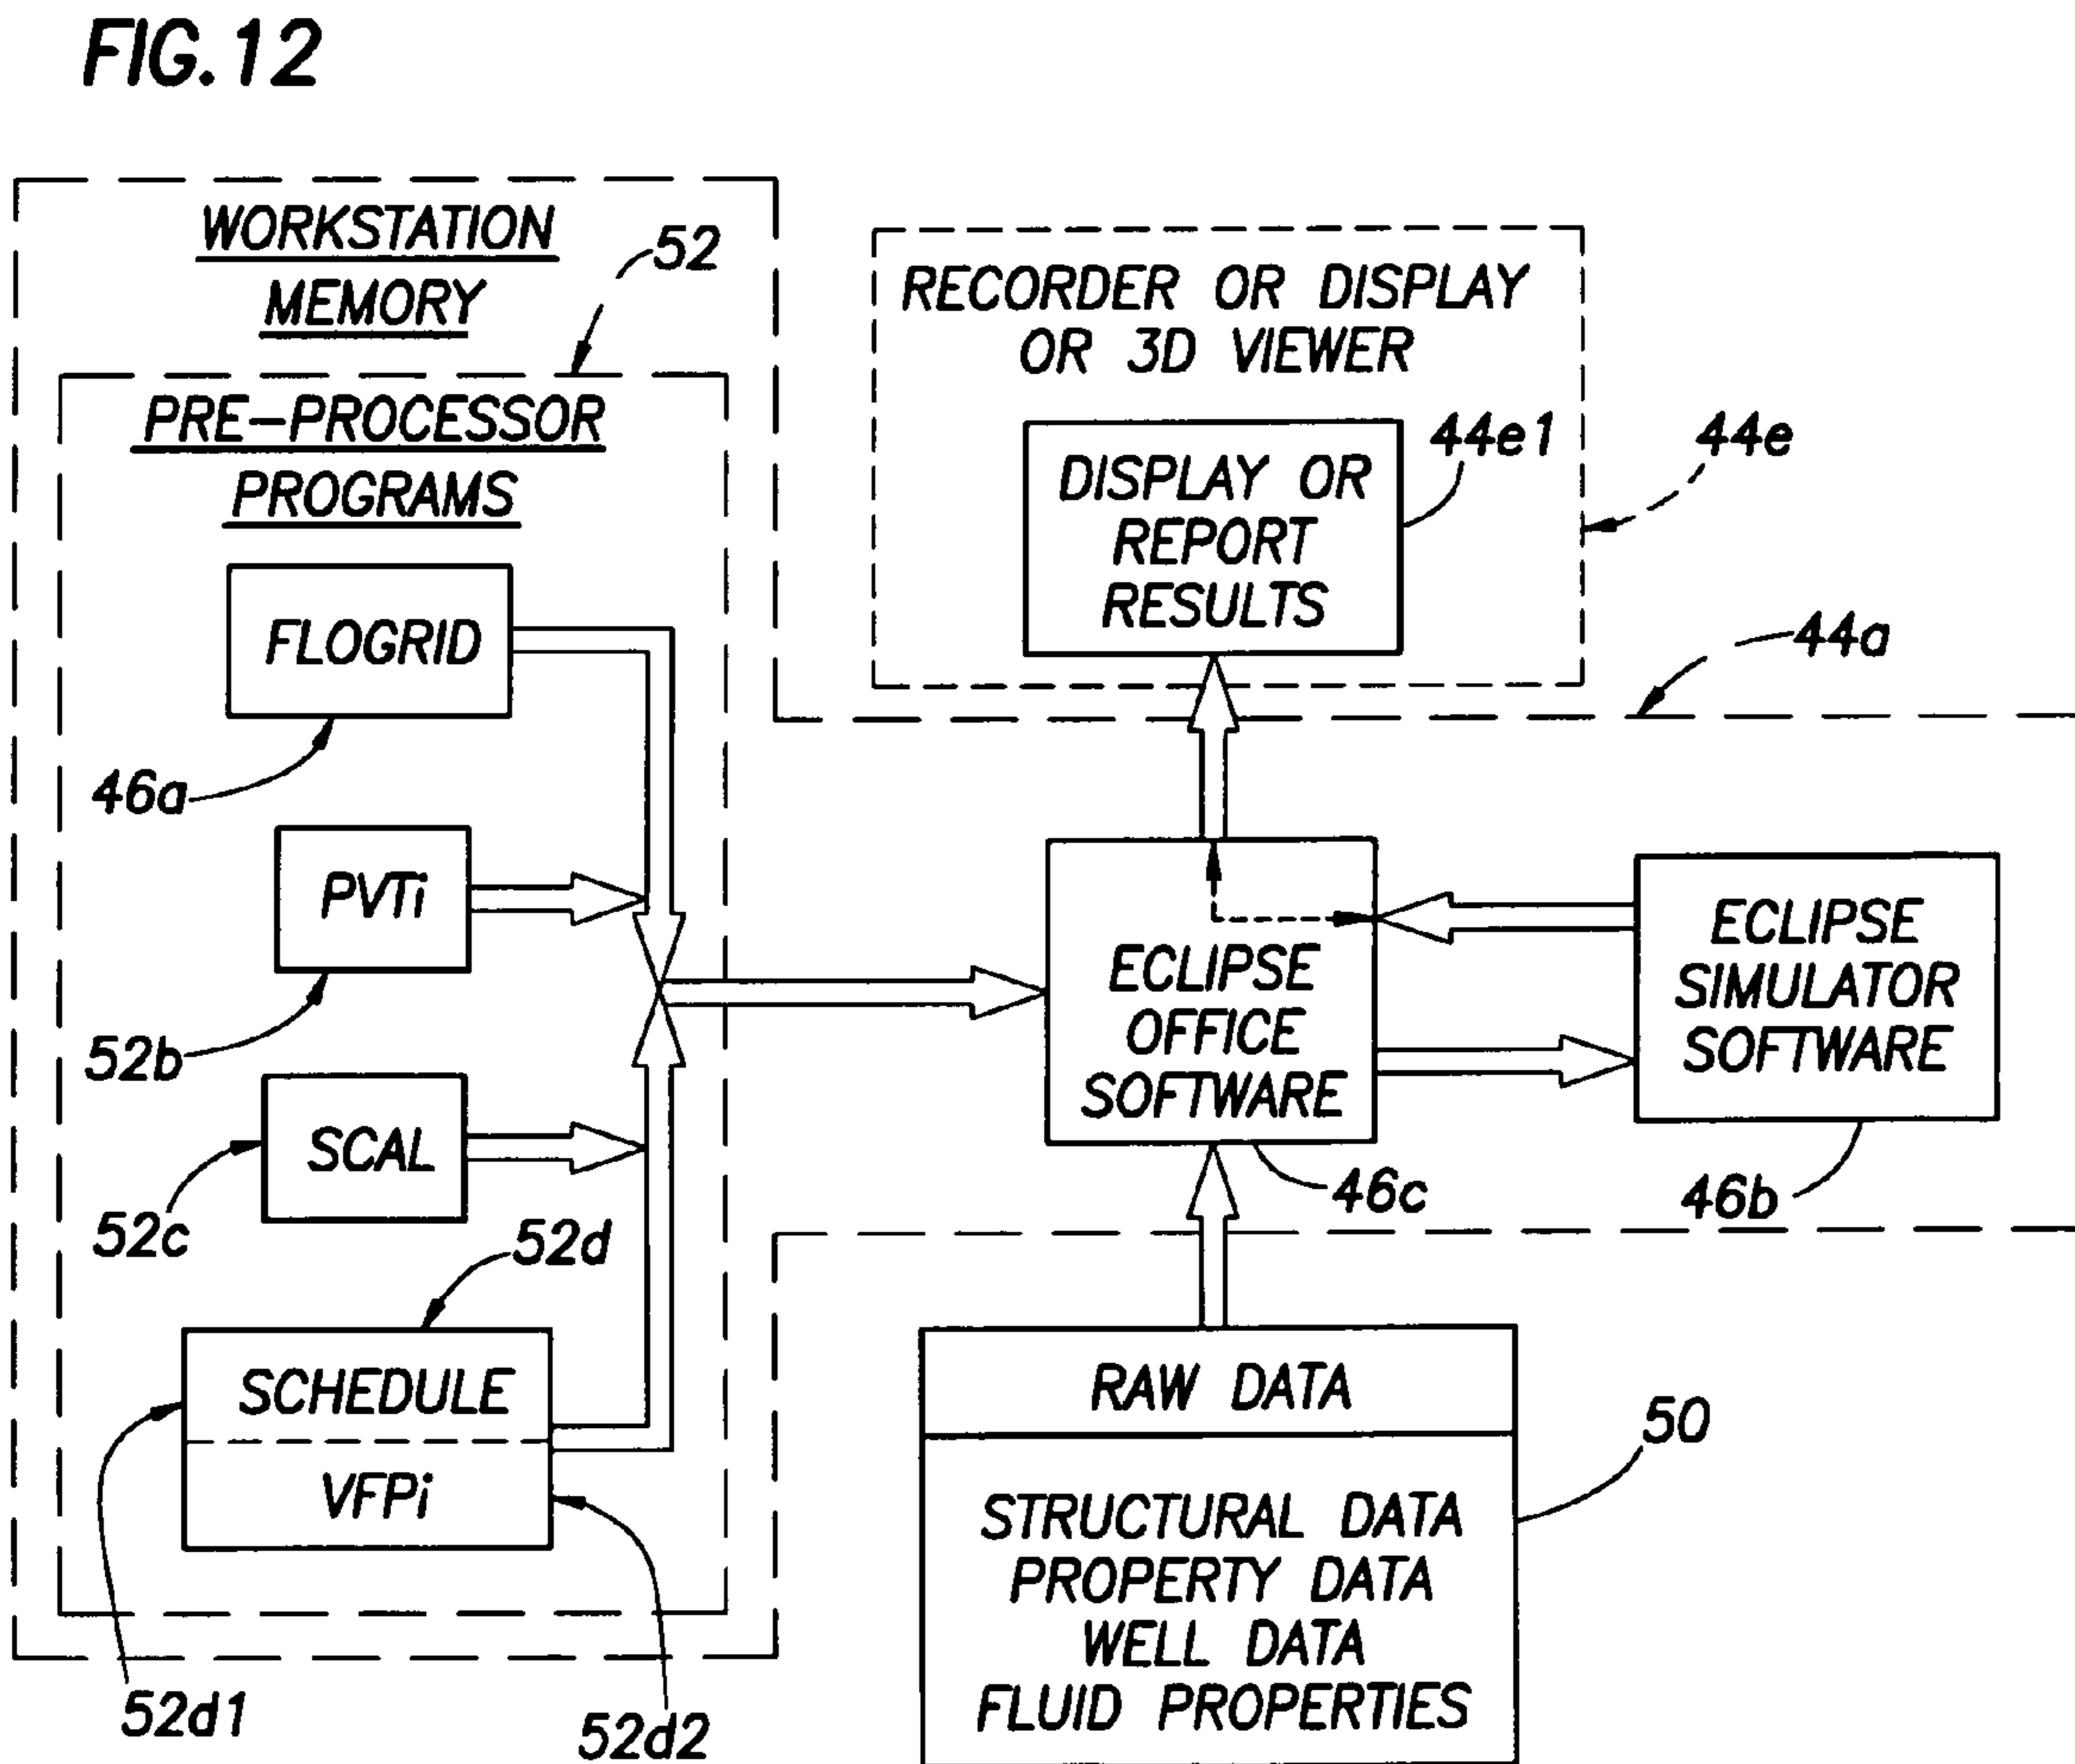 FIG.12
WORKSTATION
MEMORY
52
PRE-PROCESSOR
PROGRAMS
FLOGRID
46a
PVTi
52b
SCAL
52c
52d
SCHEDULE
VFPi
52d1
52d2
RECORDER OR DISPLAY
OR 3D VIEWER
DISPLAY OR
REPORT
RESULTS
44e1
44e
44a
ECLIPSE
OFFICE
SOFTWARE
46c
ECLIPSE
SIMULATOR
SOFTWARE
46b
RAW DATA
STRUCTURAL DATA
PROPERTY DATA
WELL DATA
FLUID PROPERTIES
50